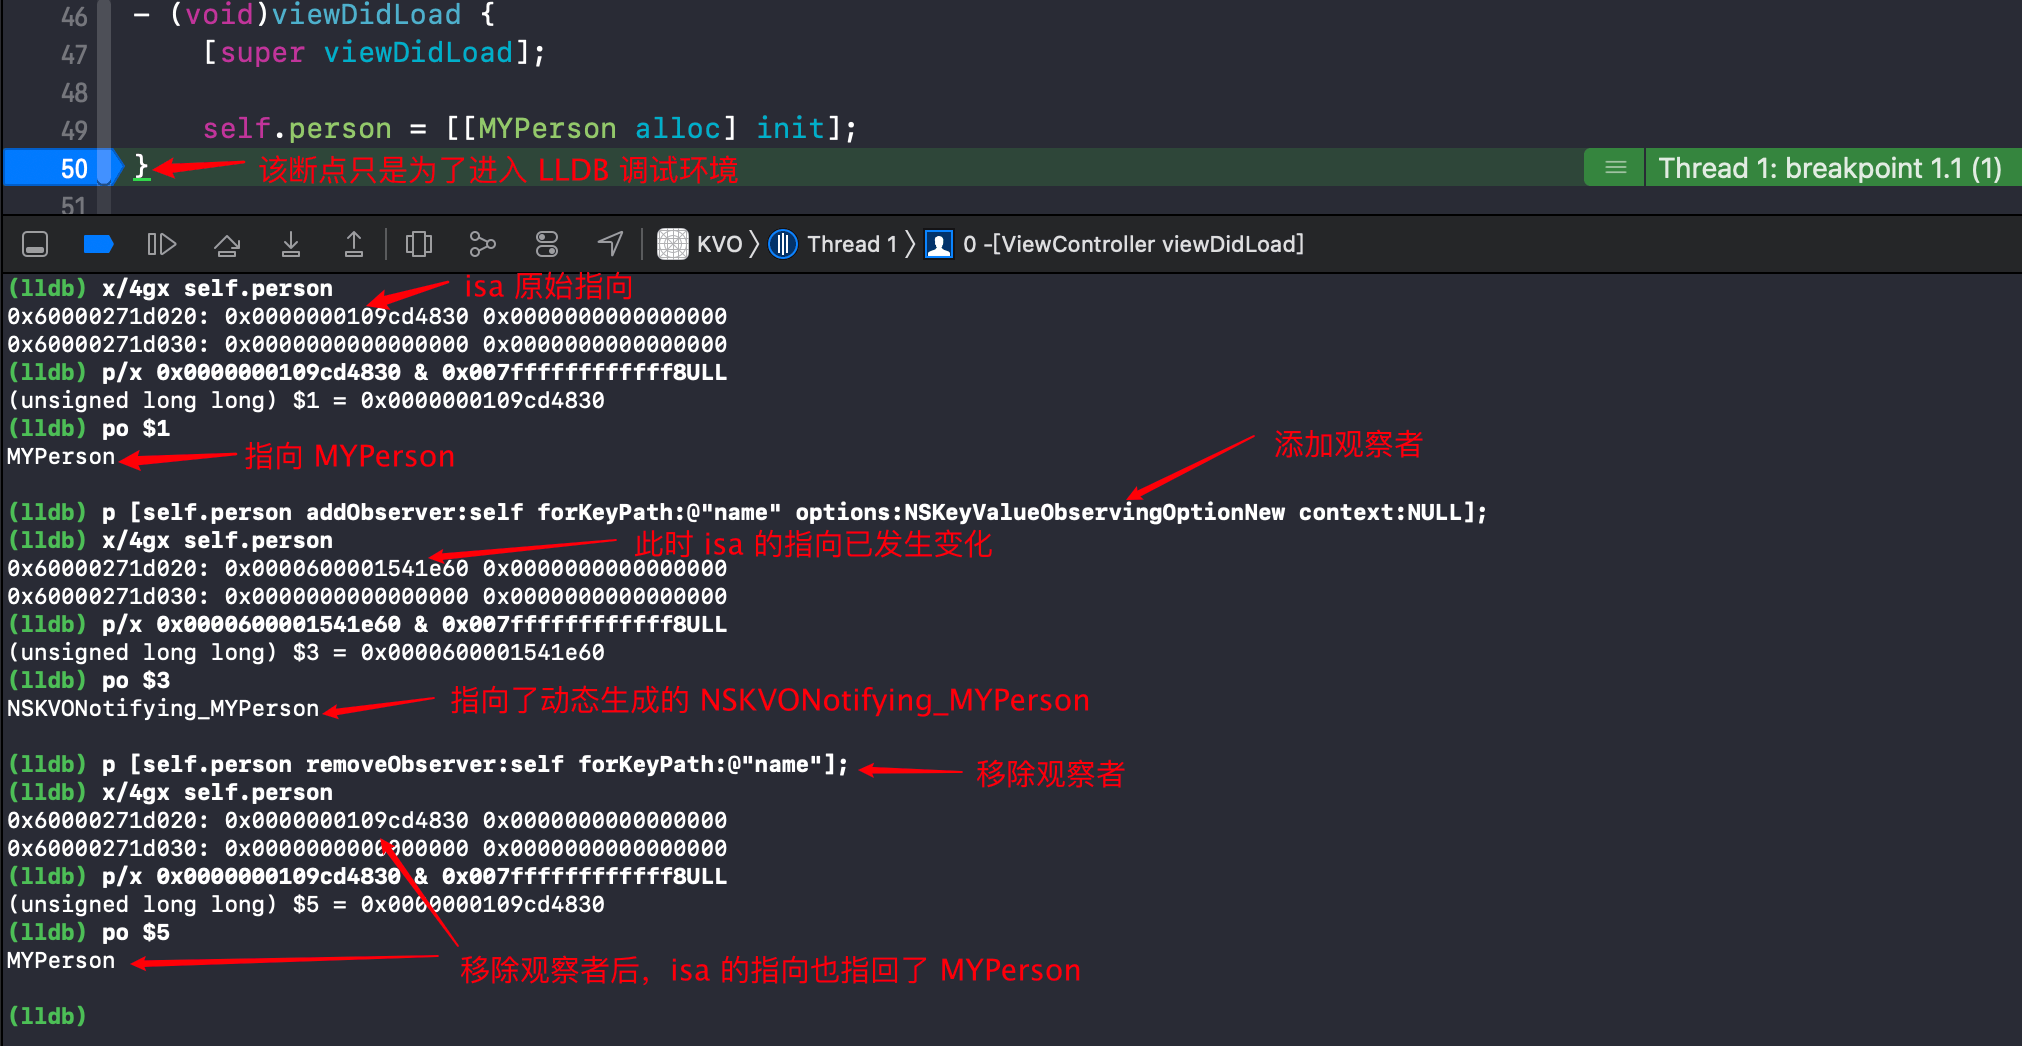 46 - (void)viewDidLoad {
47 [super viewDidLoad];
48
49 self.person = [[MYPerson alloc] init];
50 } 该断点只是为了进入 LLDB 调试环境 Thread 1: breakpoint 1.1 (1)
51
KVO Thread 1 0 -[ViewController viewDidLoad]
(lldb) x/4gx self.person isa 原始指向
0x60000271d020: 0x0000000109cd4830 0x0000000000000000
0x60000271d030: 0x0000000000000000 0x0000000000000000
(lldb) p/x 0x0000000109cd4830 & 0x007ffffffffffff8ULL
(unsigned long long) $1 = 0x0000000109cd4830
(lldb) po $1
MYPerson 指向 MYPerson
添加观察者
(lldb) p [self.person addObserver:self forKeyPath:@"name" options:NSKeyValueObservingOptionNew context:NULL];
(lldb) x/4gx self.person 此时 isa 的指向已发生变化
0x60000271d020: 0x0000600001541e60 0x0000000000000000
0x60000271d030: 0x0000000000000000 0x0000000000000000
(lldb) p/x 0x0000600001541e60 & 0x007ffffffffffff8ULL
(unsigned long long) $3 = 0x0000600001541e60
(lldb) po $3
NSKVONotifying_MYPerson 指向了动态生成的 NSKVONotifying_MYPerson
(lldb) p [self.person removeObserver:self forKeyPath:@"name"]; 移除观察者
(lldb) x/4gx self.person
0x60000271d020: 0x0000000109cd4830 0x0000000000000000
0x60000271d030: 0x0000000000000000 0x0000000000000000
(lldb) p/x 0x0000000109cd4830 & 0x007ffffffffffff8ULL
(unsigned long long) $5 = 0x0000000109cd4830
(lldb) po $5
MYPerson 移除观察者后，isa 的指向也指回了 MYPerson
(lldb)